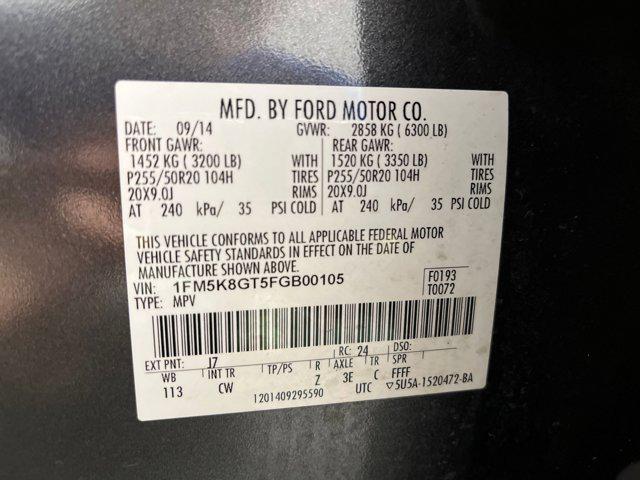 MFD. BY FORD MOTOR CO.
DATE: 09/14 GVWR: 2858 KG ( 6300 LB)
FRONT GAWR: REAR GAWR:
1452 KG ( 3200 LB) WITH 1520 KG ( 3350 LB) WITH
P255/50R20 104H TIRES P255/50R20 104H TIRES
20X9.0J RIMS 20X9.0J RIMS
AT 240 kPa/ 35 PSI COLD AT 240 kPa/ 35 PSI COLD
THIS VEHICLE CONFORMS TO ALL APPLICABLE FEDERAL MOTOR
VEHICLE SAFETY STANDARDS IN EFFECT ON THE DATE OF
MANUFACTURE SHOWN ABOVE.
VIN: 1FM5K8GT5FGB00105 F0193
TYPE: MPV T0072
EXT PNT: J7 RC: 24 DSO:
WB INT TR TP/PS R AXLE TR SPR
113 CW Z 3E C FFFF
1201409295590 UTC ▽5U5A-1520472-BA